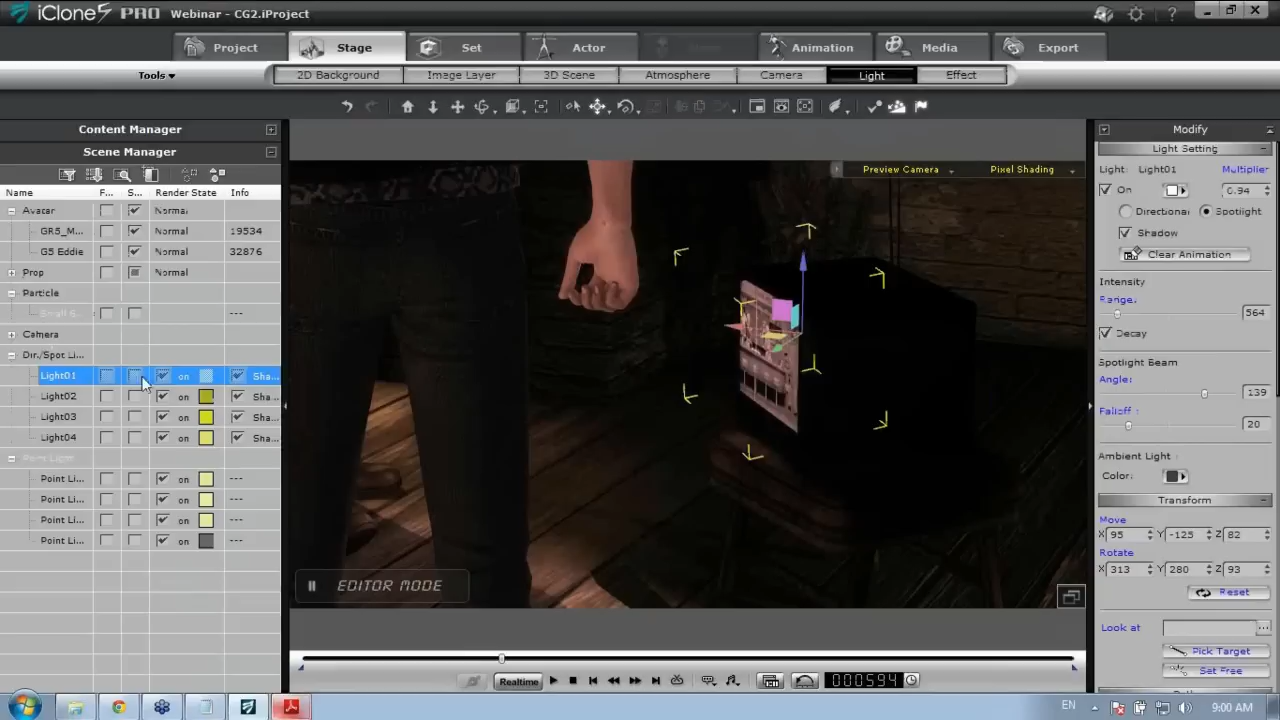 iClone5 PRO Webinar - CG2.iProject
Project Stage Set Actor Animation Media Export
Tools
2D Background Image Layer 3D Scene Atmosphere Camera Light Effect
Content Manager
Scene Manager
Name F... S... Render State Info
Avatar Normal
GR5_M... Normal 19534
G5 Eddie Normal 32876
Prop Normal
Particle
---
Camera
Dir./Spot Li...
Light01 on Sha...
Light02 on Sha...
Light03 on Sha...
Light04 on Sha...
Point Light
Point Li... on ---
Point Li... on ---
Point Li... on ---
Point Li... on ---
Preview Camera Pixel Shading
EDITOR MODE
Realtime 000594
Modify
Light Setting
Light: Light01 Multiplier
On 0.94
Directional Spotlight
Shadow
Clear Animation
Intensity
Range: 564
Decay
Spotlight Beam
Angle: 139
Falloff: 20
Ambient Light :
Color:
Transform
Move
X 95 Y -125 Z 82
Rotate
X 313 Y 280 Z 93
Reset
Look at
Pick Target
Set Free
EN 9:00 AM